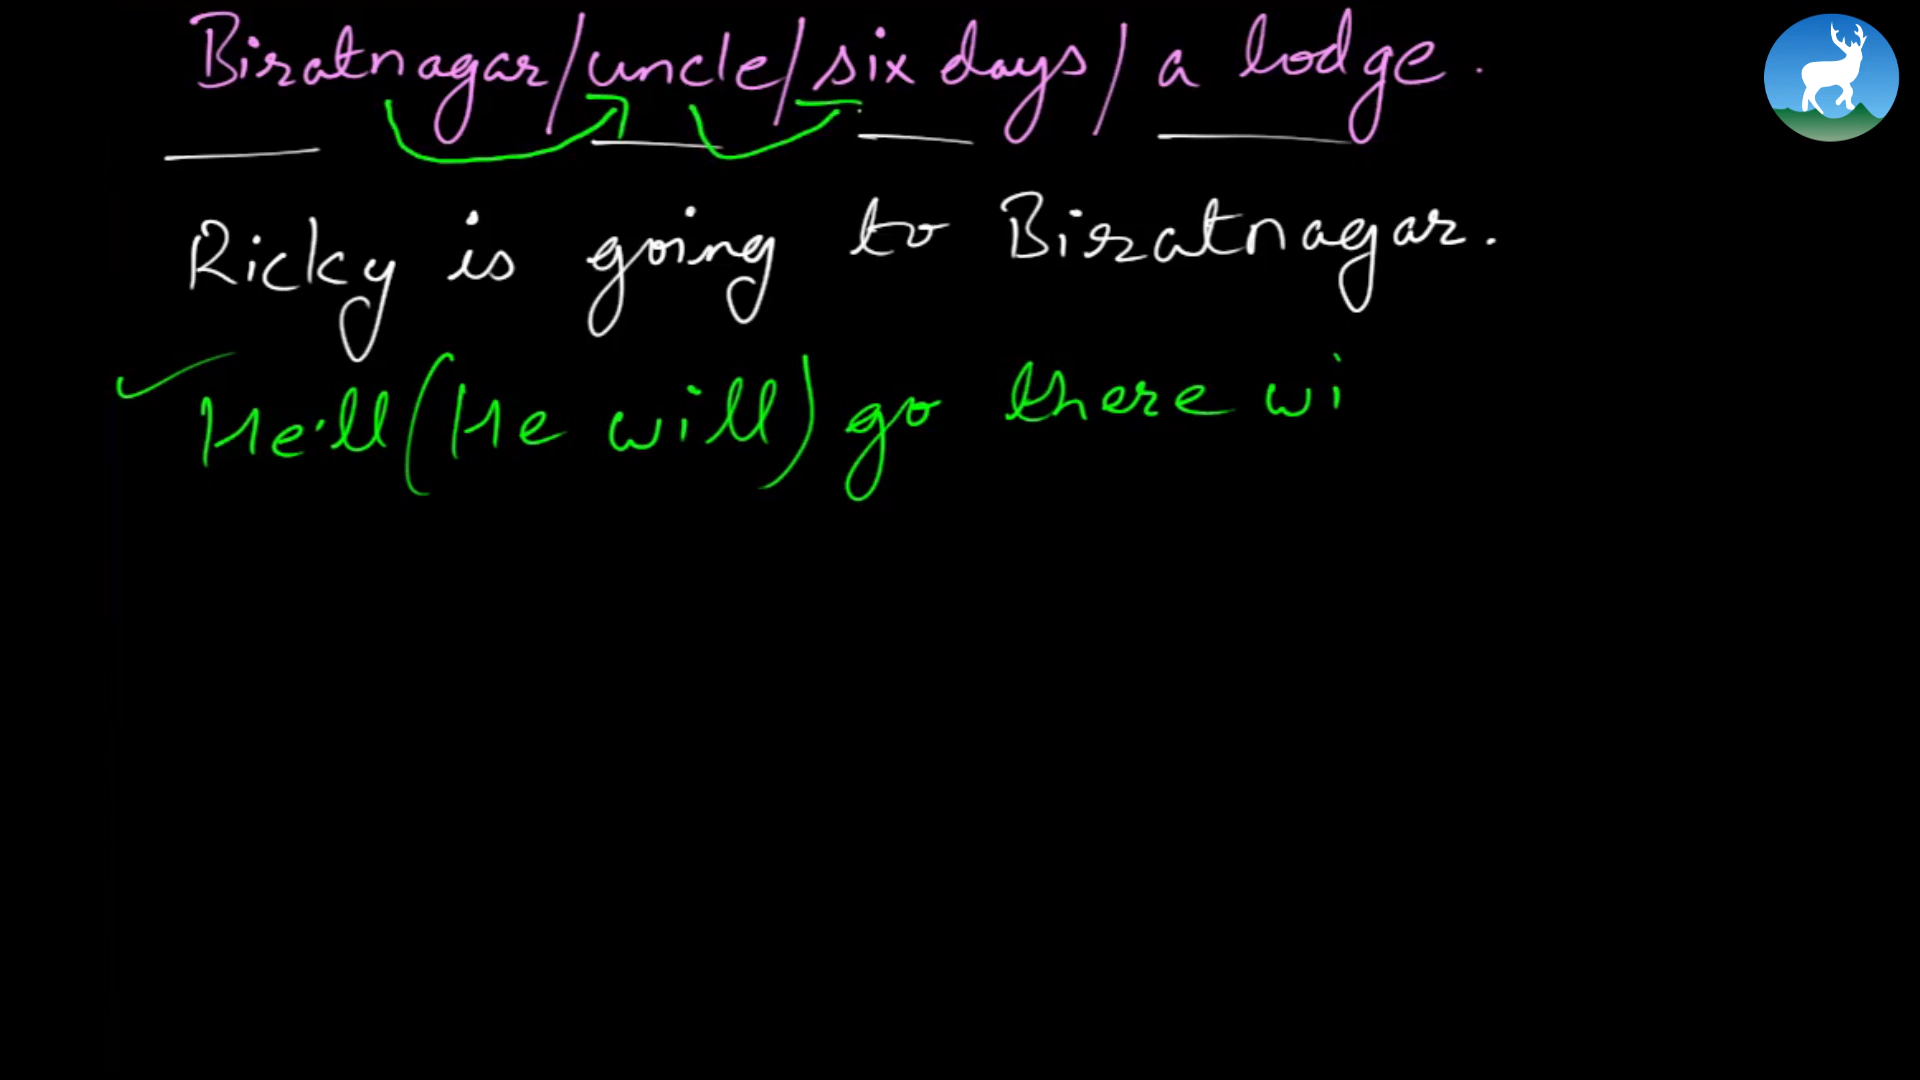 Biratnagar/uncle/six days/a lodge.
Ricky is going to Biratnagar.
He'll (He will) go there wi